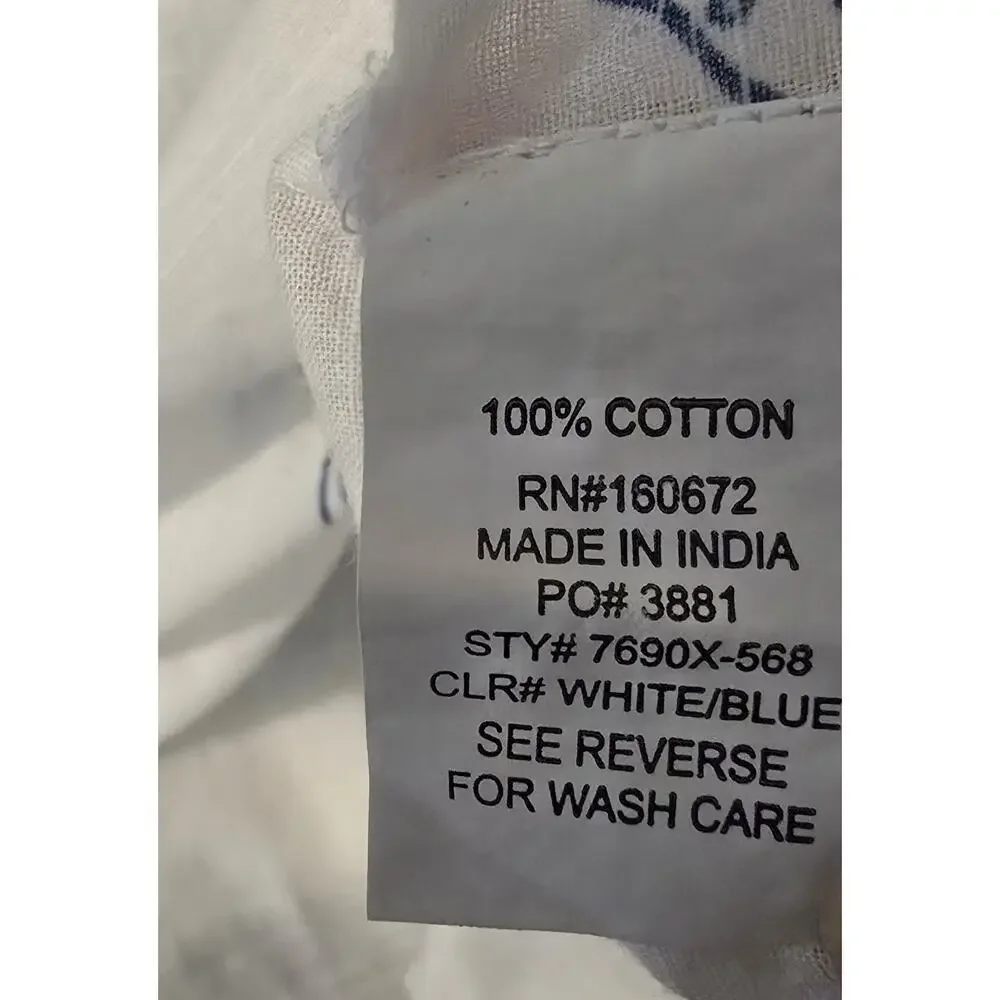 100% COTTON
RN#160672
MADE IN INDIA
PO# 3881
STY# 7690X-568
CLR# WHITE/BLUE
SEE REVERSE
FOR WASH CARE